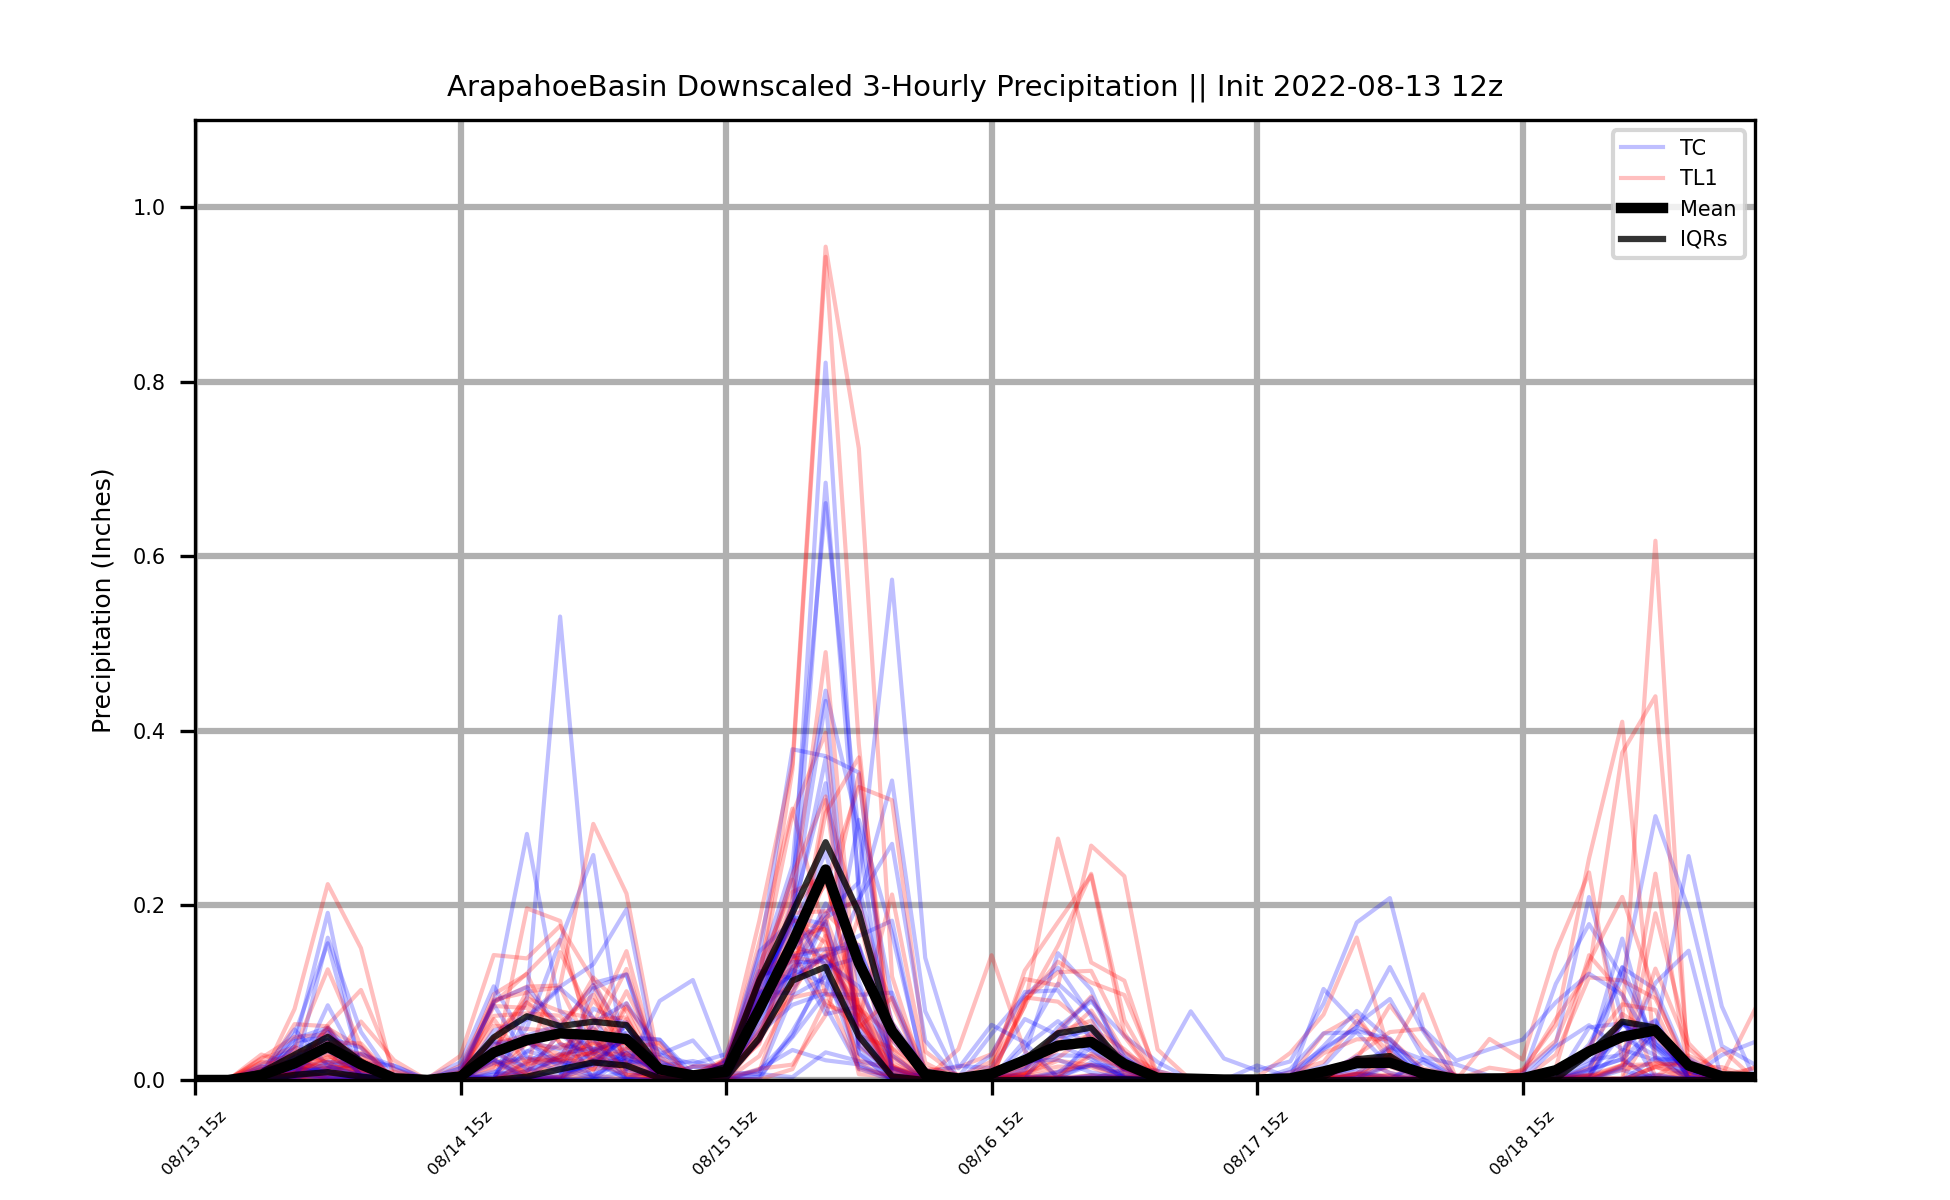 ArapahoeBasin Downscaled 3-Hourly Precipitation || Init 2022-08-13 12z
TC
TL1
Mean
IQRs
Precipitation (Inches)
1.0
0.8
0.6
0.4
0.2
0.0
08/13 15z
08/14 15z
08/15 15z
08/16 15z
08/17 15z
08/18 15z